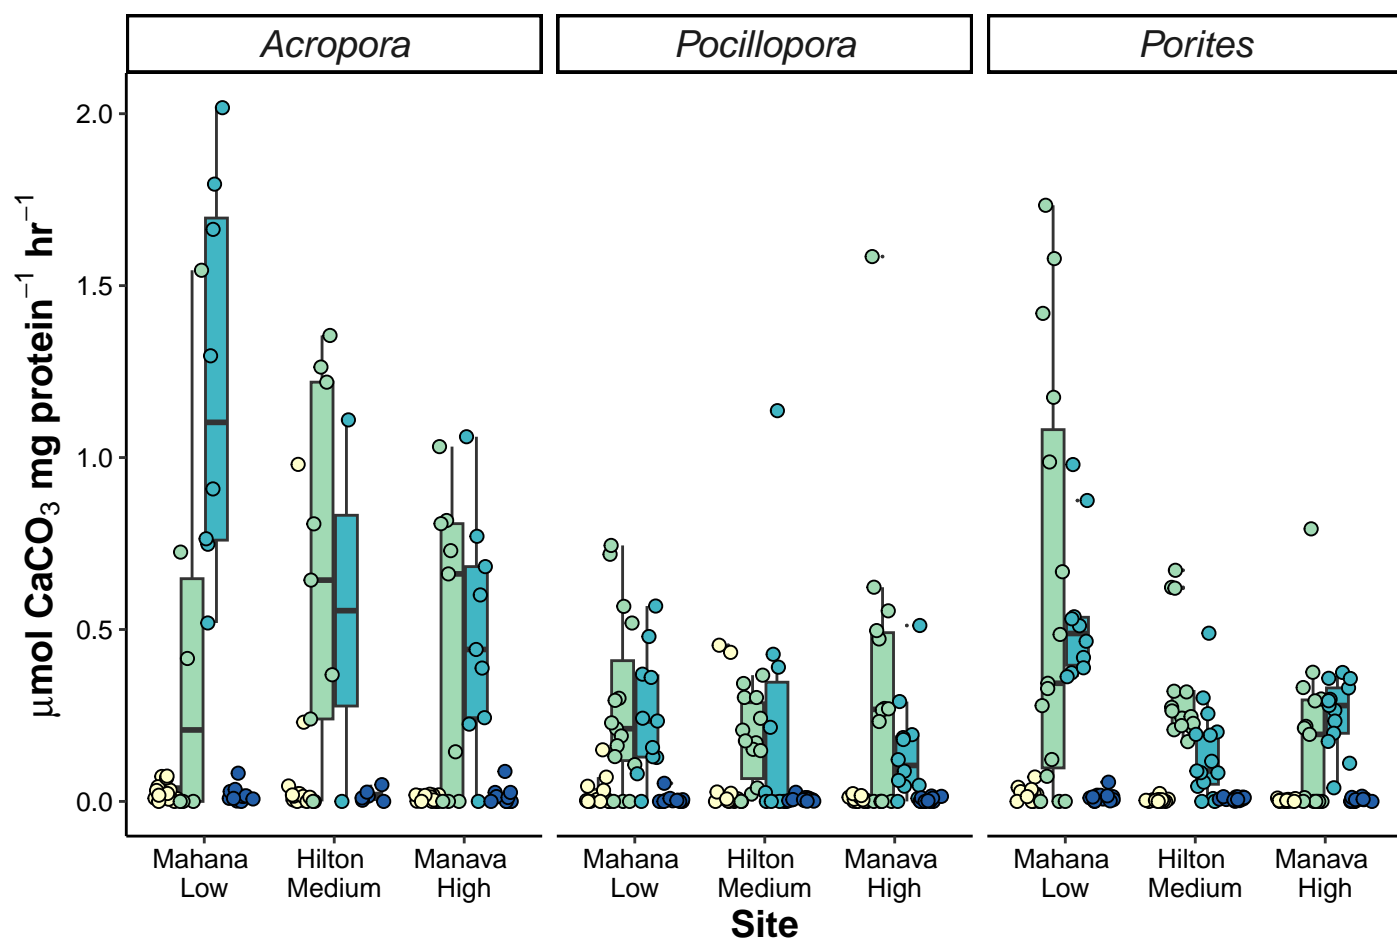 Acropora Pocillopora Porites
μmol CaCO₃ mg protein⁻¹ hr⁻¹
2.0
1.5
1.0
0.5
0.0
Mahana Hilton Manava Mahana Hilton Manava Mahana Hilton Manava
Low Medium High Low Medium High Low Medium High
Site